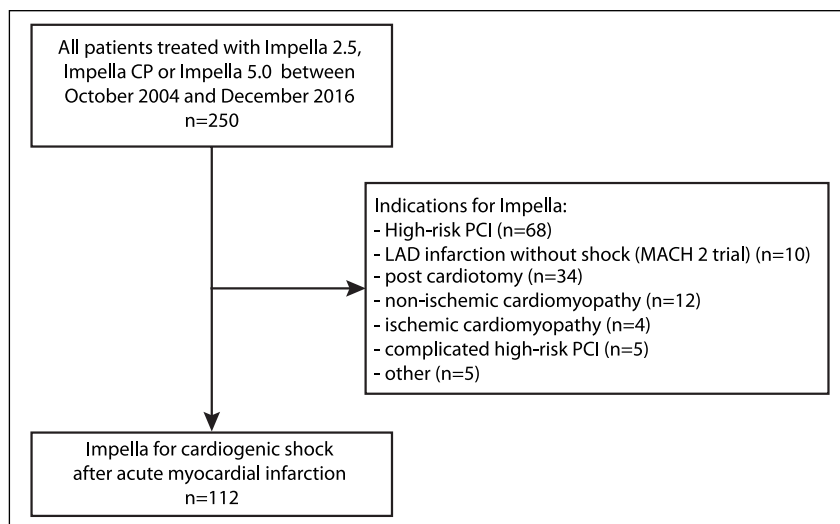 All patients treated with Impella 2.5,
Impella CP or Impella 5.0 between
October 2004 and December 2016
n=250
Indications for Impella:
- High-risk PCI (n=68)
- LAD infarction without shock (MACH 2 trial) (n=10)
- post cardiotomy (n=34)
- non-ischemic cardiomyopathy (n=12)
- ischemic cardiomyopathy (n=4)
- complicated high-risk PCI (n=5)
- other (n=5)
Impella for cardiogenic shock
after acute myocardial infarction
n=112